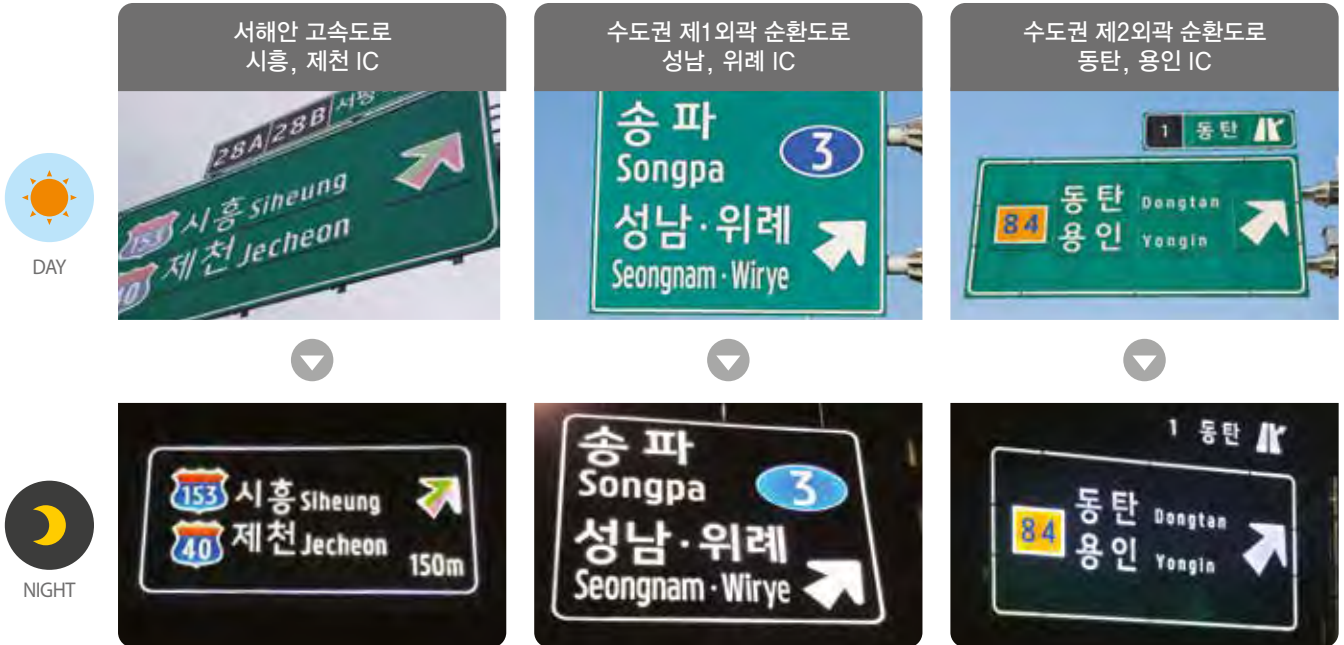 서해안 고속도로
시흥, 제천 IC
수도권 제1외곽 순환도로
성남, 위례 IC
수도권 제2외곽 순환도로
동탄, 용인 IC
DAY
28A 28B
153 시흥 Siheung
제천 Jecheon
송파
Songpa
3
성남·위례
Seongnam·Wirye
1 동탄
84
동탄 Dongtan
용인 Yongin
NIGHT
153 시흥 Siheung
40 제천 Jecheon
150m
송파
Songpa
3
성남·위례
Seongnam·Wirye
1 동탄
84
동탄 Dongtan
용인 Yongin